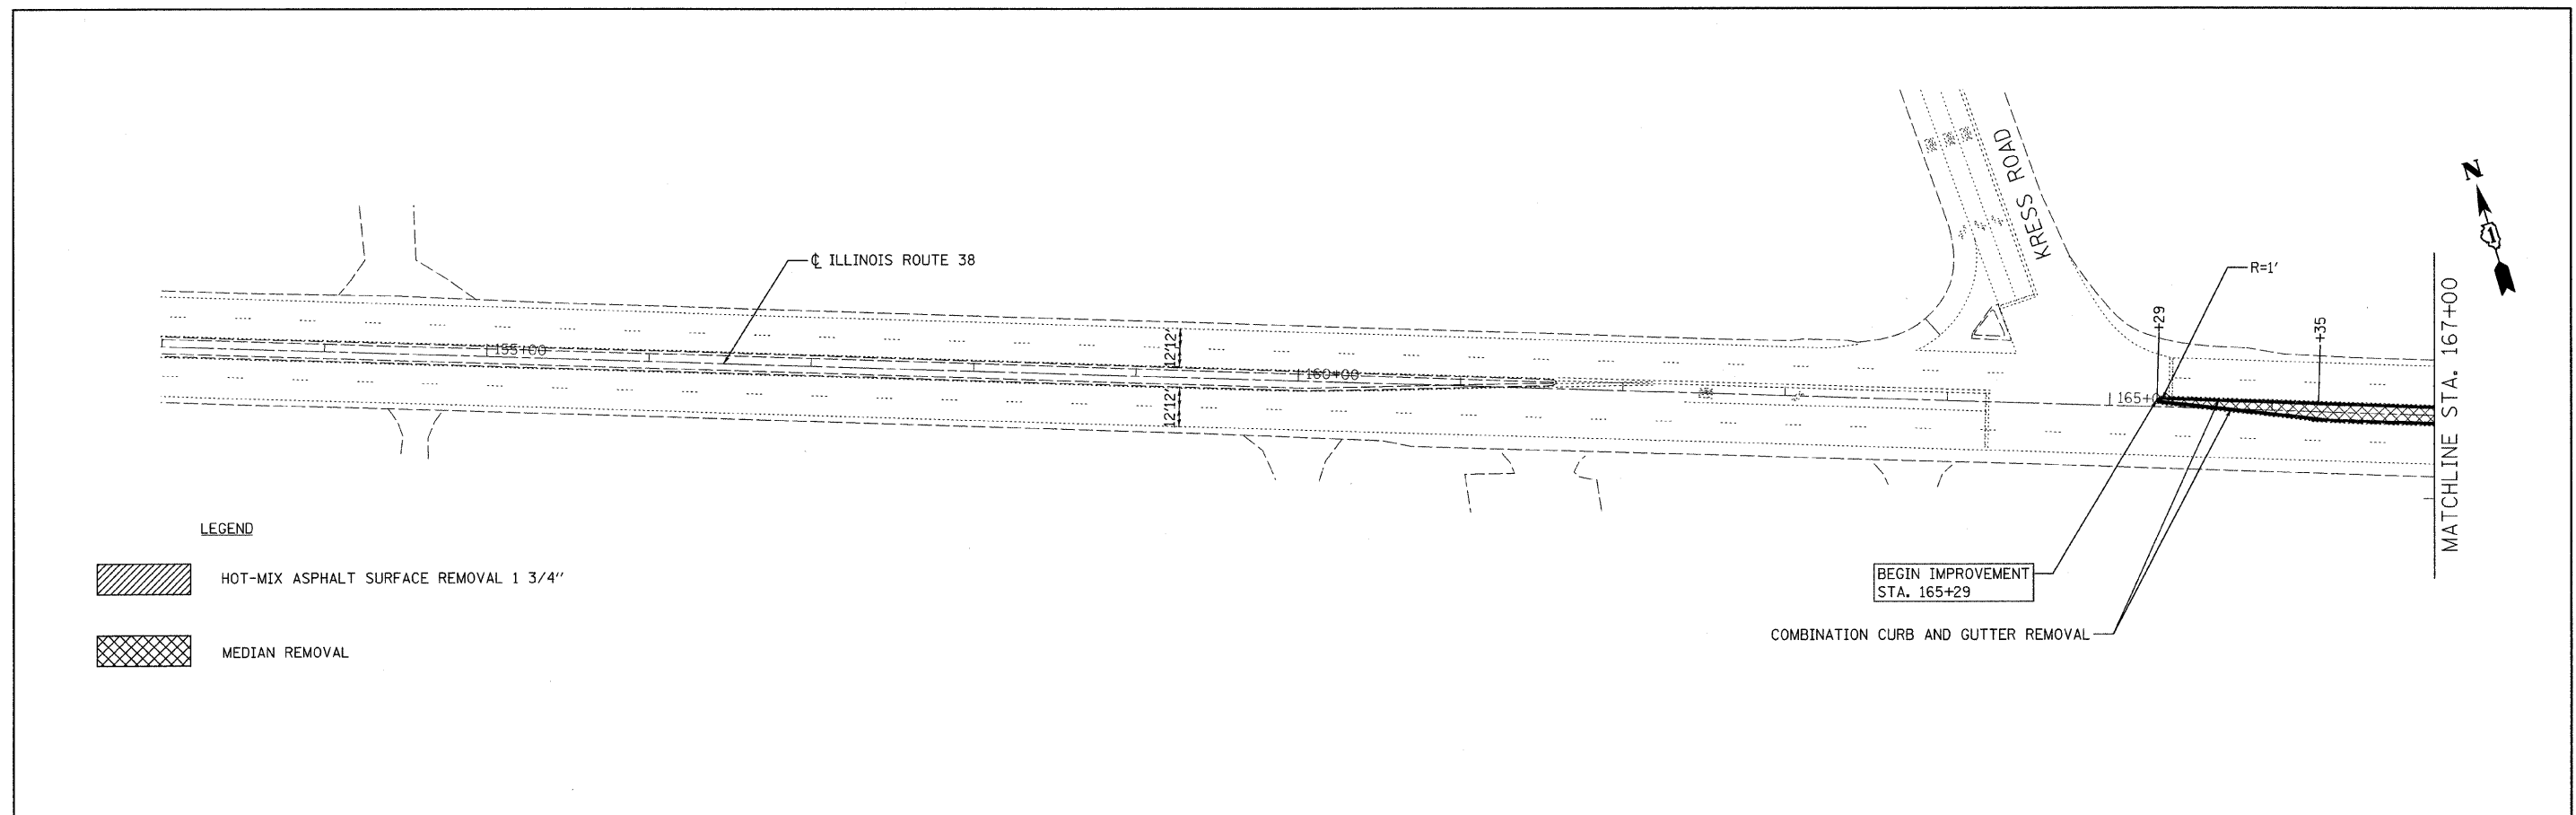 KRESS ROAD
N
1
℄ ILLINOIS ROUTE 38
R=1'
+29
+35
MATCHLINE STA. 167+00
155+00
12'12'
160+00
12'12'
165+0
BEGIN IMPROVEMENT
STA. 165+29
COMBINATION CURB AND GUTTER REMOVAL
LEGEND
HOT-MIX ASPHALT SURFACE REMOVAL 1 3/4"
MEDIAN REMOVAL